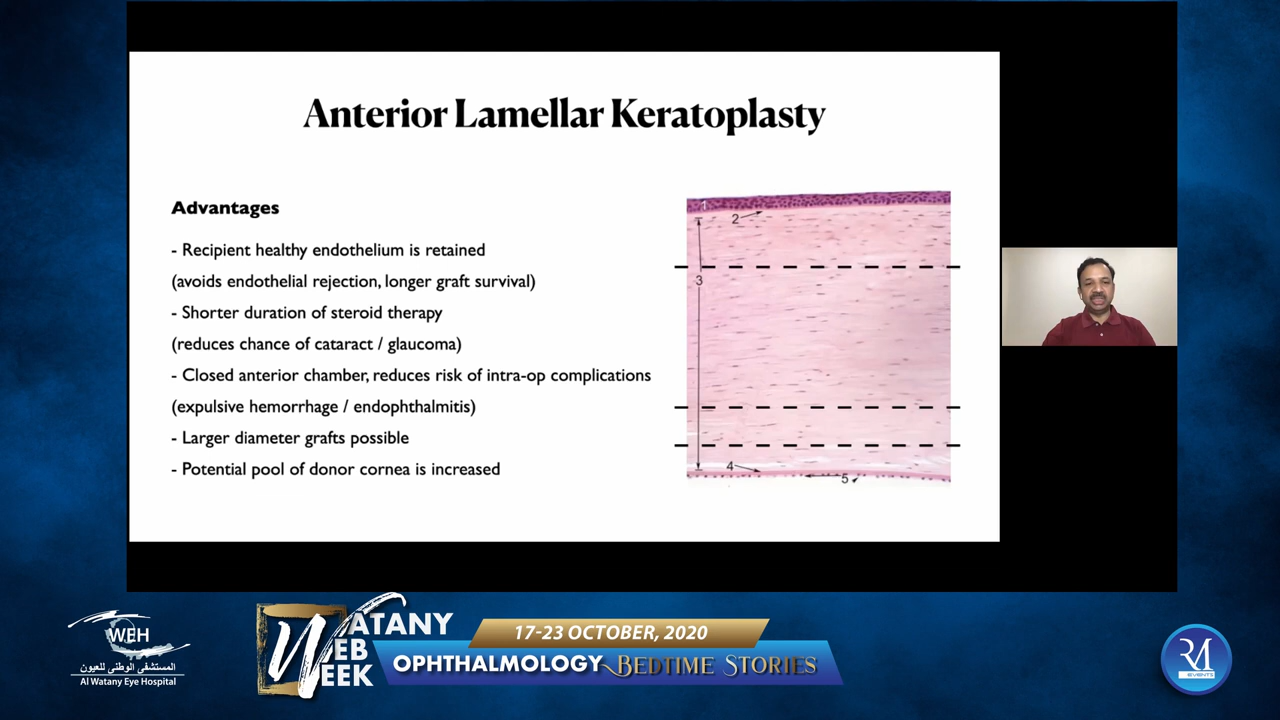 Anterior Lamellar Keratoplasty
Advantages
- Recipient healthy endothelium is retained
(avoids endothelial rejection, longer graft survival)
- Shorter duration of steroid therapy
(reduces chance of cataract / glaucoma)
- Closed anterior chamber, reduces risk of intra-op complications
(expulsive hemorrhage / endophthalmitis)
- Larger diameter grafts possible
- Potential pool of donor cornea is increased
1
2
3
4
5
WEH
المستشفى الوطني للعيون
Al Watany Eye Hospital
WATANY
WEB
WEEK
17-23 OCTOBER, 2020
OPHTHALMOLOGY BEDTIME STORIES
RM
EVENTS